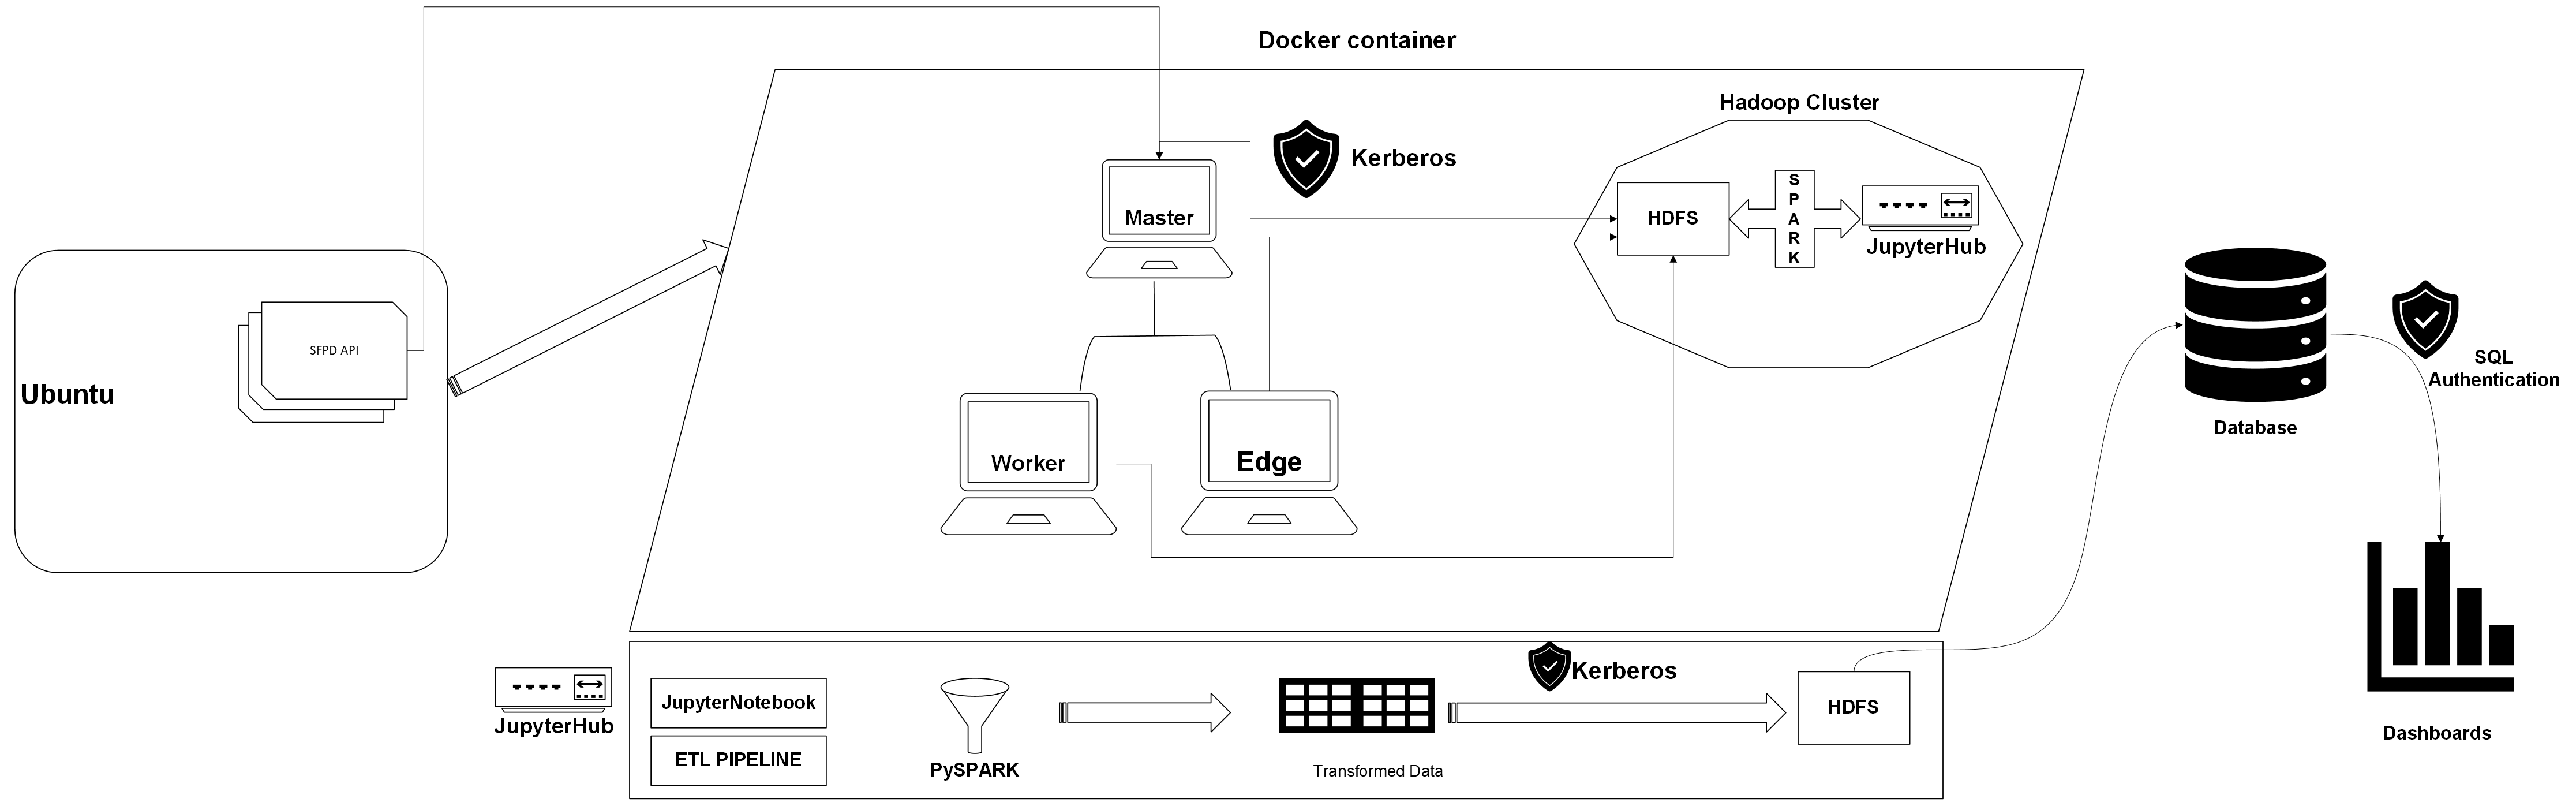 Docker container
Hadoop Cluster
Kerberos
Master
HDFS
S
P
A
R
K
JupyterHub
SFPD API
Ubuntu
Worker
Edge
Database
SQL
Authentication
JupyterHub
JupyterNotebook
ETL PIPELINE
PySPARK
Transformed Data
Kerberos
HDFS
Dashboards